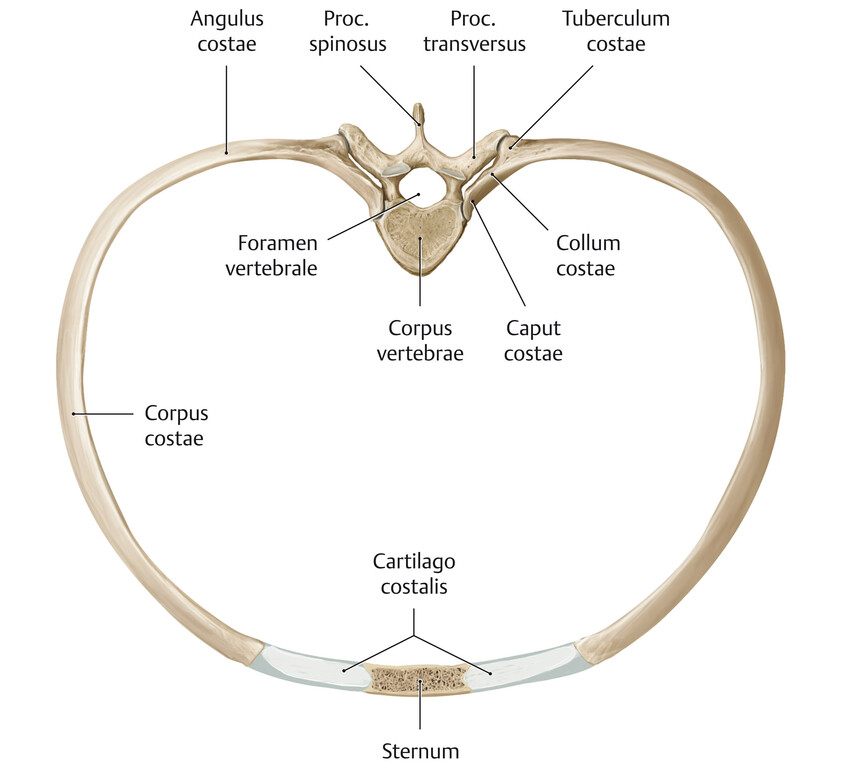 Angulus
costae
Proc.
spinosus
Proc.
transversus
Tuberculum
costae
Foramen
vertebrale
Collum
costae
Corpus
vertebrae
Caput
costae
Corpus
costae
Cartilago
costalis
Sternum